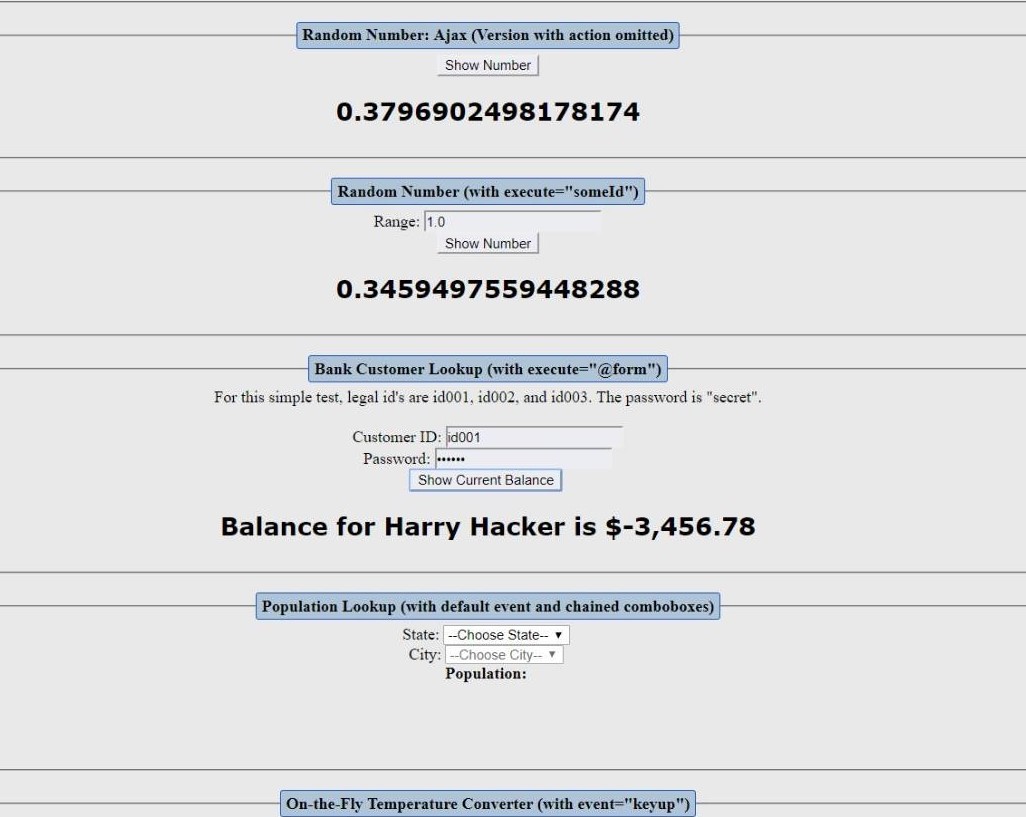 Random Number: Ajax (Version with action omitted)
Show Number
0.3796902498178174
Random Number (with execute="someId")
Range: 1.0
Show Number
0.3459497559448288
Bank Customer Lookup (with execute="@form")
For this simple test, legal id's are id001, id002, and id003. The password is "secret".
Customer ID: id001
Password: ••••••
Show Current Balance
Balance for Harry Hacker is $-3,456.78
Population Lookup (with default event and chained comboboxes)
State: --Choose State-- ▼
City: --Choose City-- ▼
Population:
On-the-Fly Temperature Converter (with event="keyup")